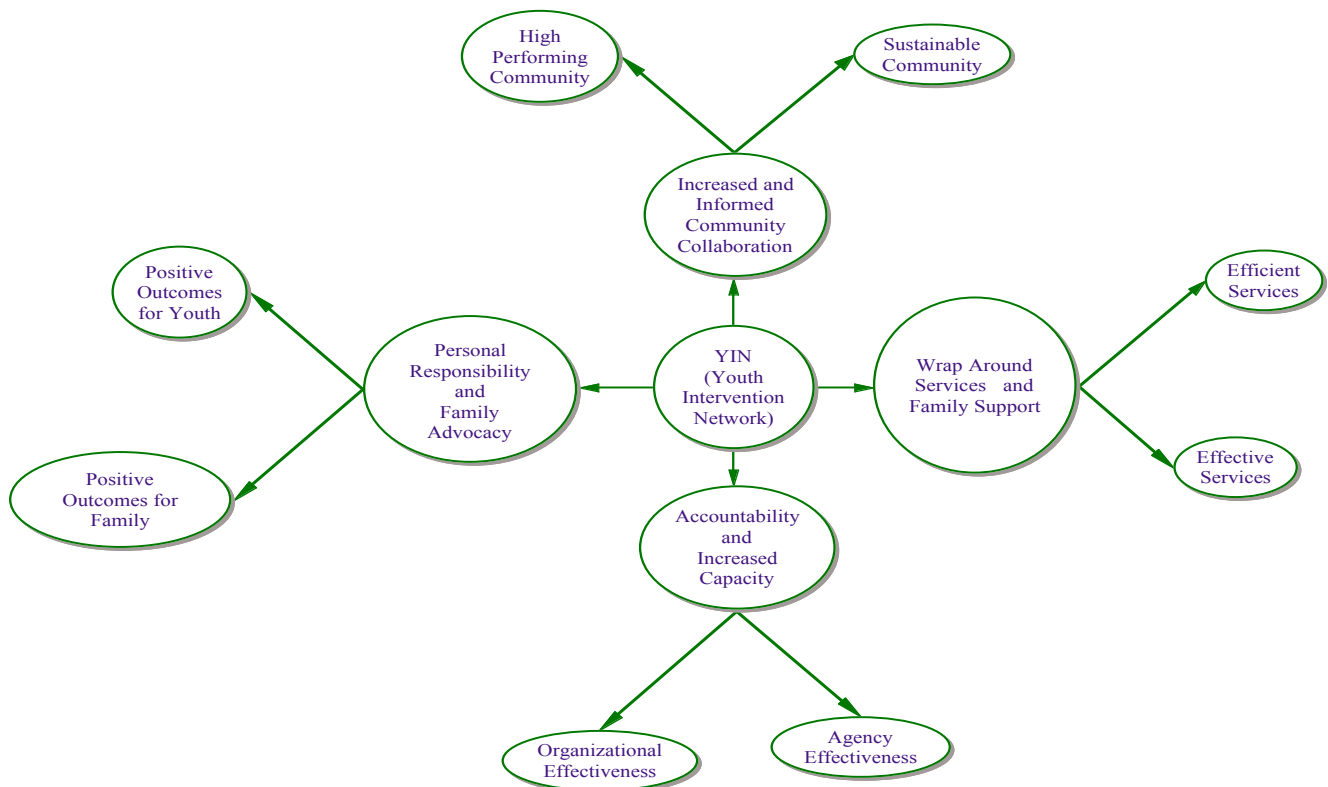 High
Performing
Community
Sustainable
Community
Increased and
Informed
Community
Collaboration
Positive
Outcomes
for Youth
Efficient
Services
Personal
Responsibility
and
Family
Advocacy
YIN
(Youth
Intervention
Network)
Wrap Around
Services and
Family Support
Positive
Outcomes for
Family
Effective
Services
Accountability
and
Increased
Capacity
Organizational
Effectiveness
Agency
Effectiveness